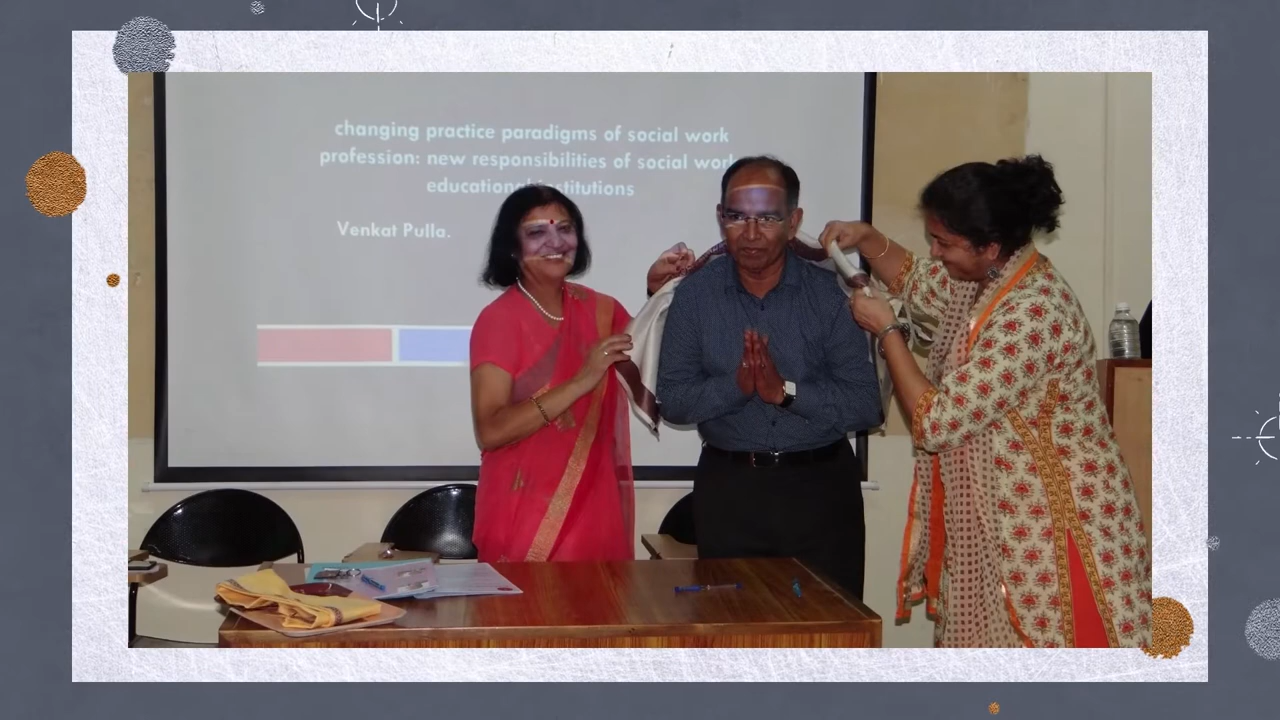 changing practice paradigms of social work
profession: new responsibilities of social work
educational institutions
Venkat Pulla.